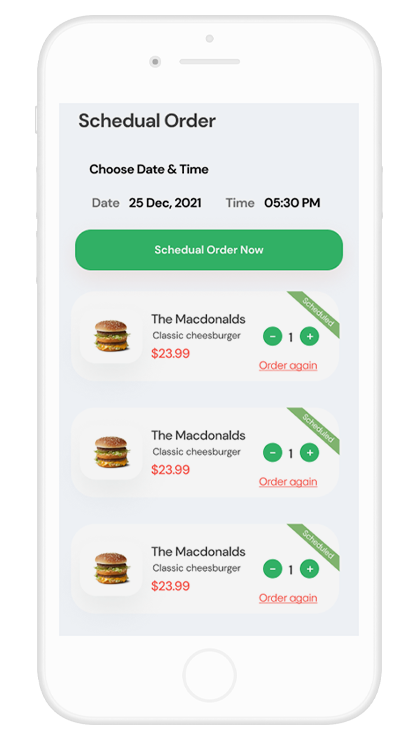 Schedual Order
Choose Date & Time
Date 25 Dec, 2021 Time 05:30 PM
Schedual Order Now
Scheduled
The Macdonalds
Classic cheesburger
- 1 +
$23.99
Order again
Scheduled
The Macdonalds
Classic cheesburger
- 1 +
$23.99
Order again
Scheduled
The Macdonalds
Classic cheesburger
- 1 +
$23.99
Order again